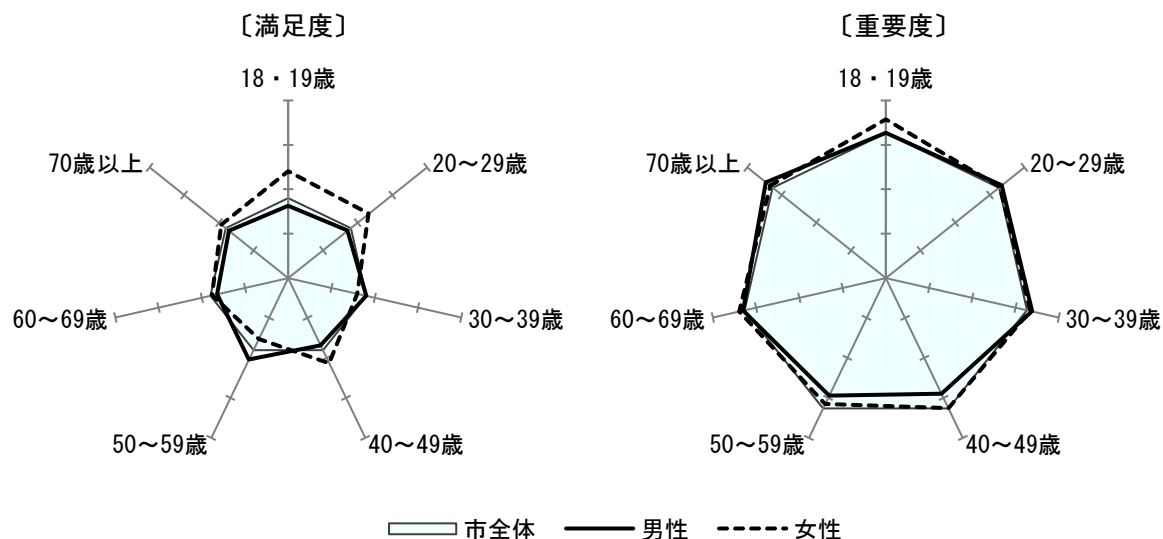 〔満足度〕
18・19歳
20～29歳
30～39歳
40～49歳
50～59歳
60～69歳
70歳以上
〔重要度〕
18・19歳
20～29歳
30～39歳
40～49歳
50～59歳
60～69歳
70歳以上
市全体 男性 女性